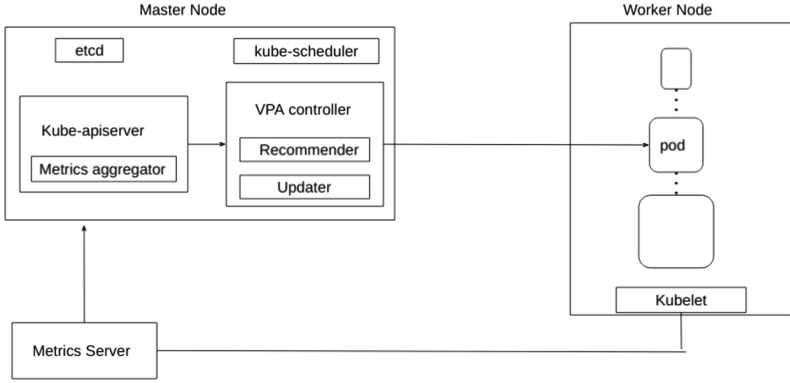 Master Node
Worker Node
etcd
kube-scheduler
Kube-apiserver
Metrics aggregator
VPA controller
Recommender
Updater
pod
Kubelet
Metrics Server